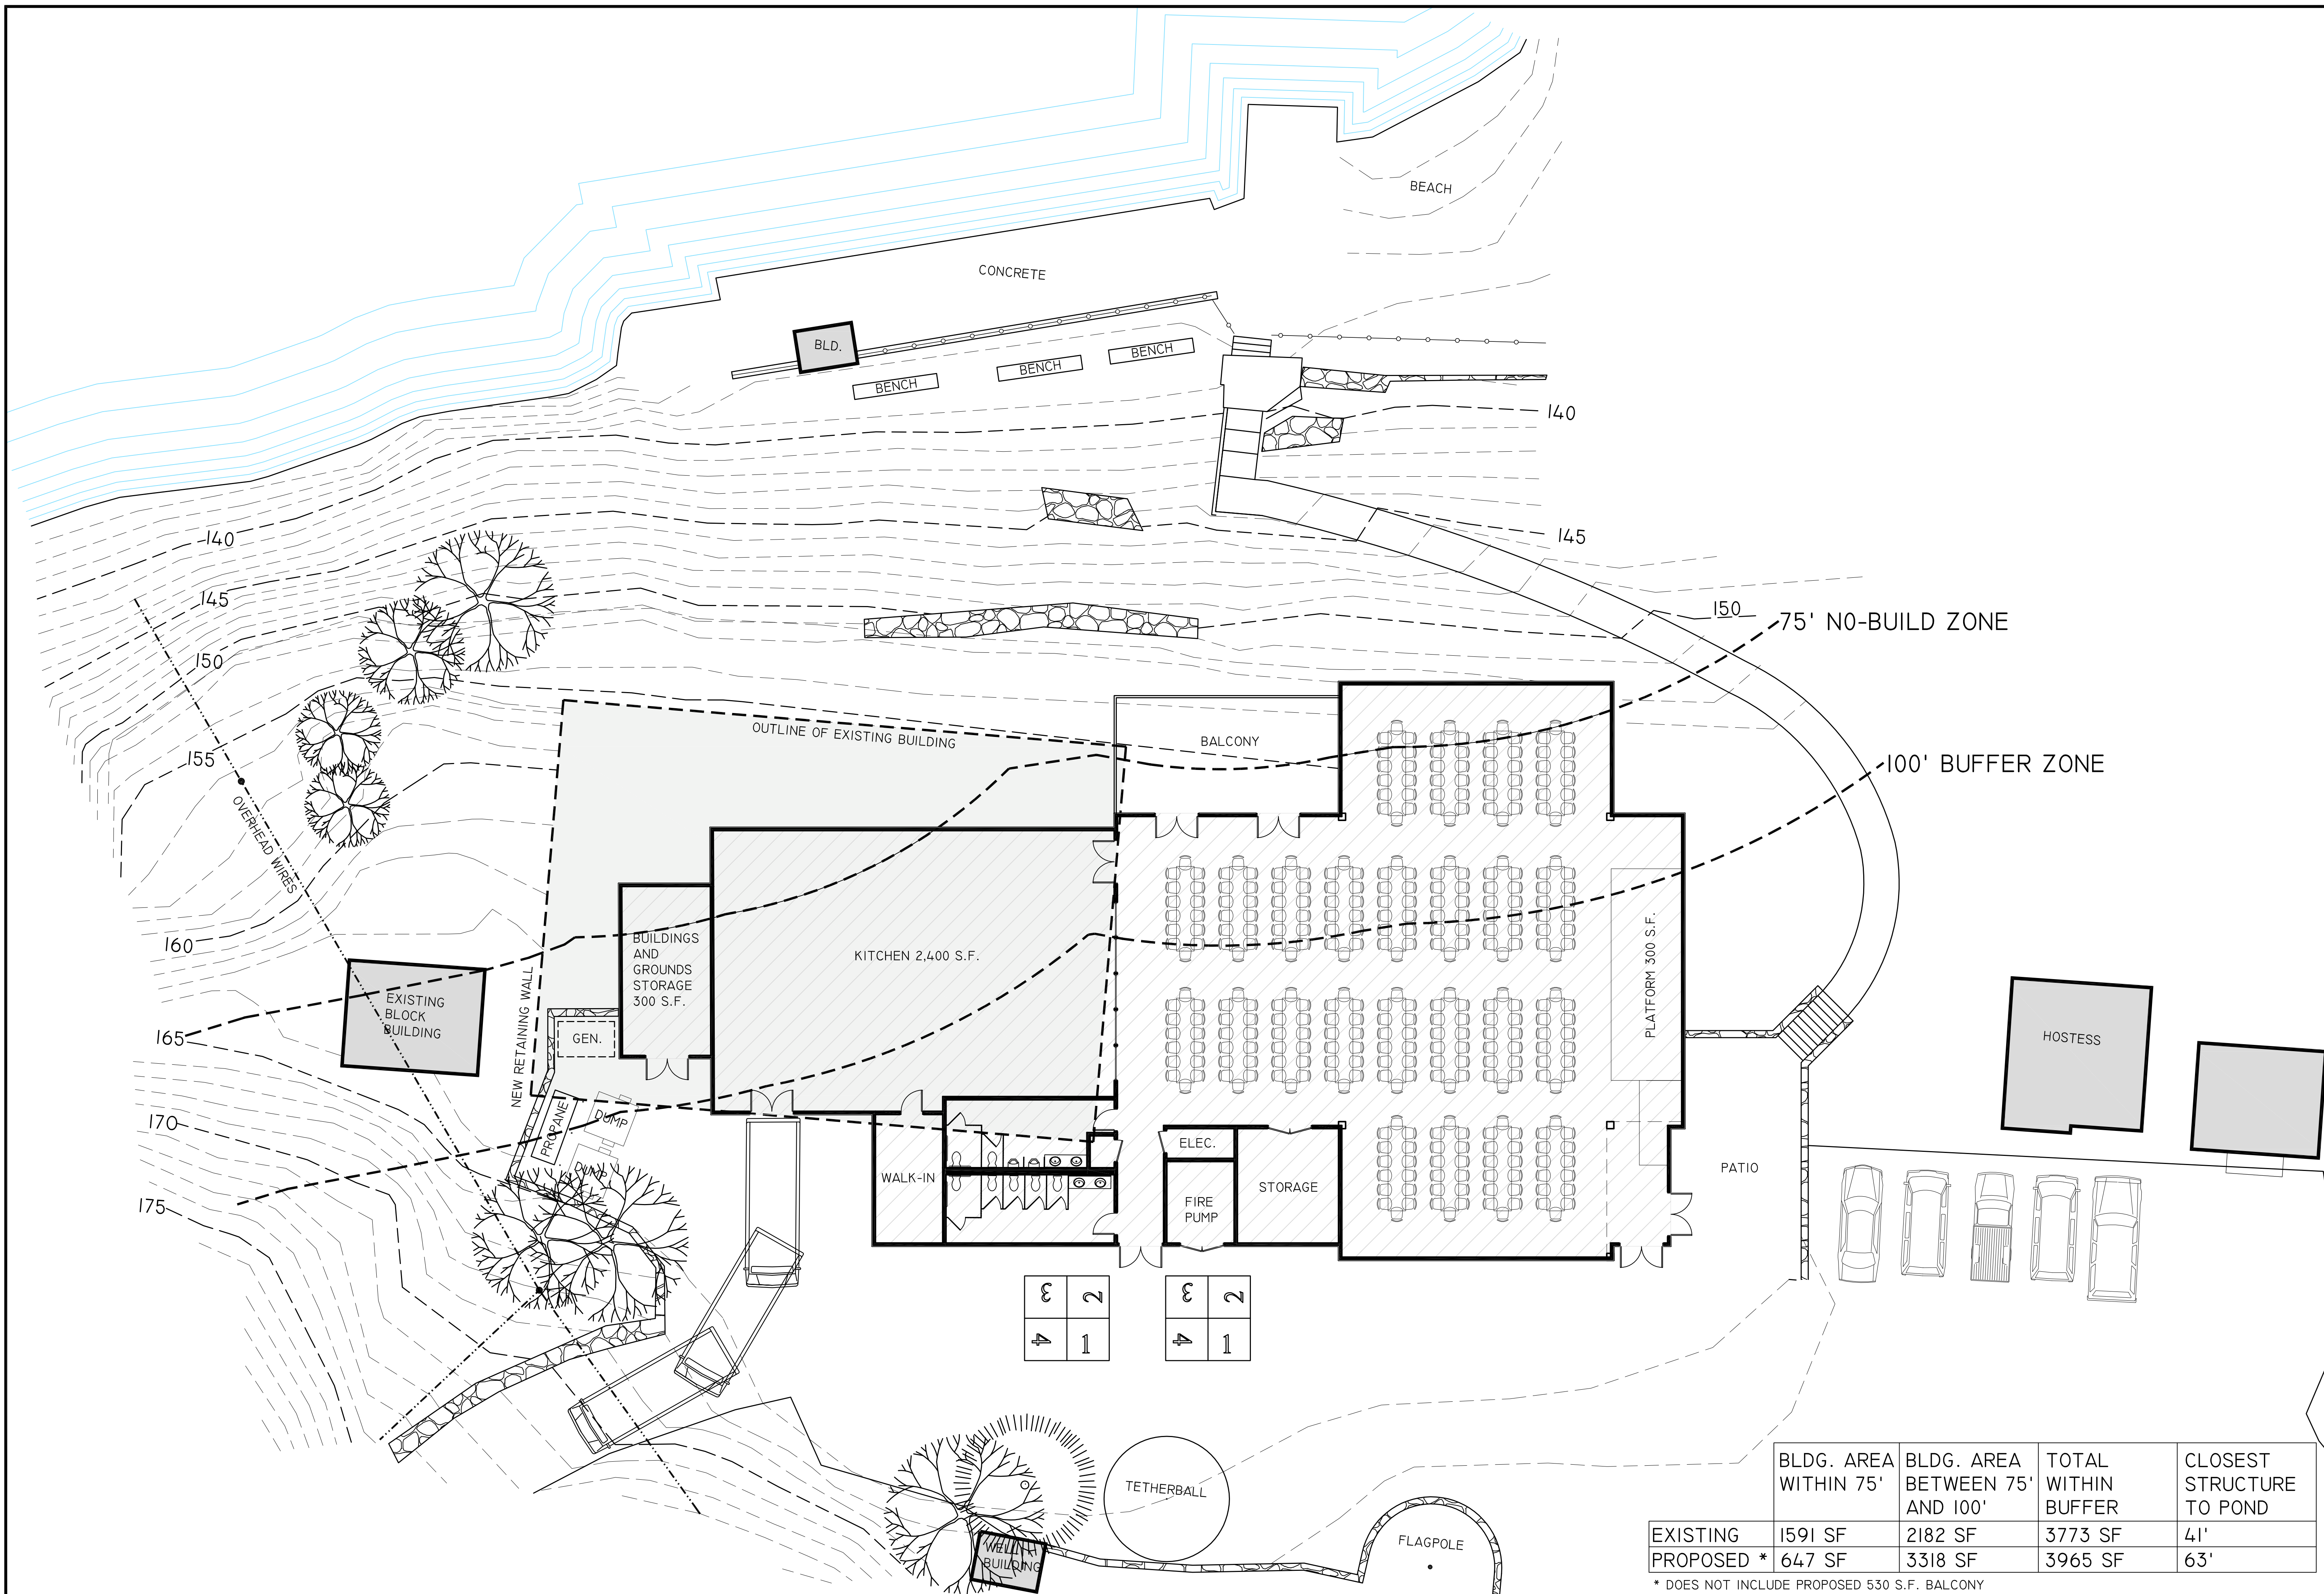 BEACH
CONCRETE
BLD.
BENCH
BENCH
BENCH
140
145
150
75' NO-BUILD ZONE
100' BUFFER ZONE
140
145
150
155
160
165
170
175
OVERHEAD WIRES
OUTLINE OF EXISTING BUILDING
BALCONY
EXISTING
BLOCK
BUILDING
NEW RETAINING WALL
BUILDINGS
AND
GROUNDS
STORAGE
300 S.F.
KITCHEN 2,400 S.F.
PLATFORM 300 S.F.
GEN.
PROPANE
DUMP
DUMP
WALK-IN
ELEC.
FIRE
PUMP
STORAGE
PATIO
HOSTESS
3 2
4 1
3 2
4 1
TETHERBALL
WELL
BUILDING
FLAGPOLE
BLDG. AREA WITHIN 75'
BLDG. AREA BETWEEN 75' AND 100'
TOTAL WITHIN BUFFER
CLOSEST STRUCTURE TO POND
EXISTING 1591 SF 2182 SF 3773 SF 41'
PROPOSED * 647 SF 3318 SF 3965 SF 63'
* DOES NOT INCLUDE PROPOSED 530 S.F. BALCONY